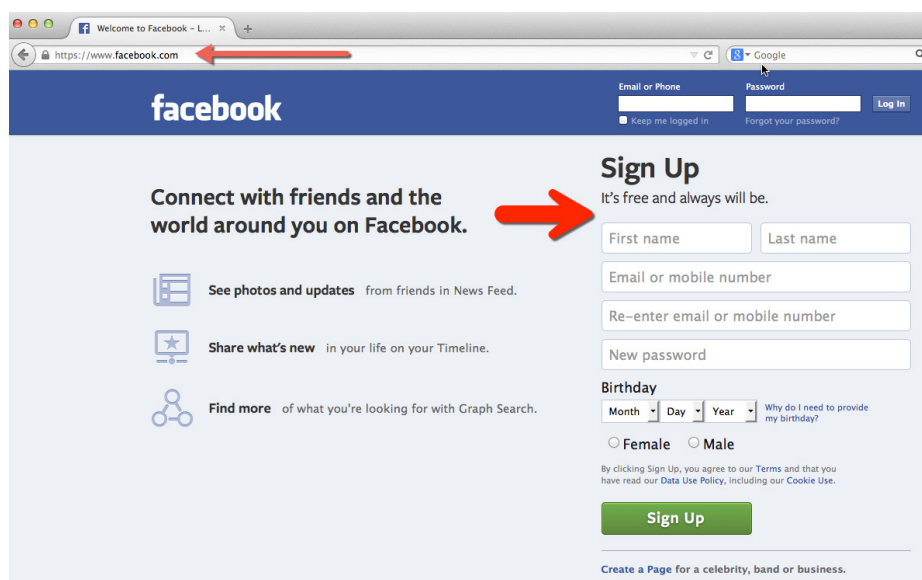 Welcome to Facebook – L...
https://www.facebook.com
Google
facebook
Email or Phone
Password
Log In
Keep me logged in
Forgot your password?
Connect with friends and the
world around you on Facebook.
See photos and updates from friends in News Feed.
Share what's new in your life on your Timeline.
Find more of what you're looking for with Graph Search.
Sign Up
It's free and always will be.
First name
Last name
Email or mobile number
Re-enter email or mobile number
New password
Birthday
Month Day Year
Why do I need to provide
my birthday?
Female Male
By clicking Sign Up, you agree to our Terms and that you
have read our Data Use Policy, including our Cookie Use.
Sign Up
Create a Page for a celebrity, band or business.